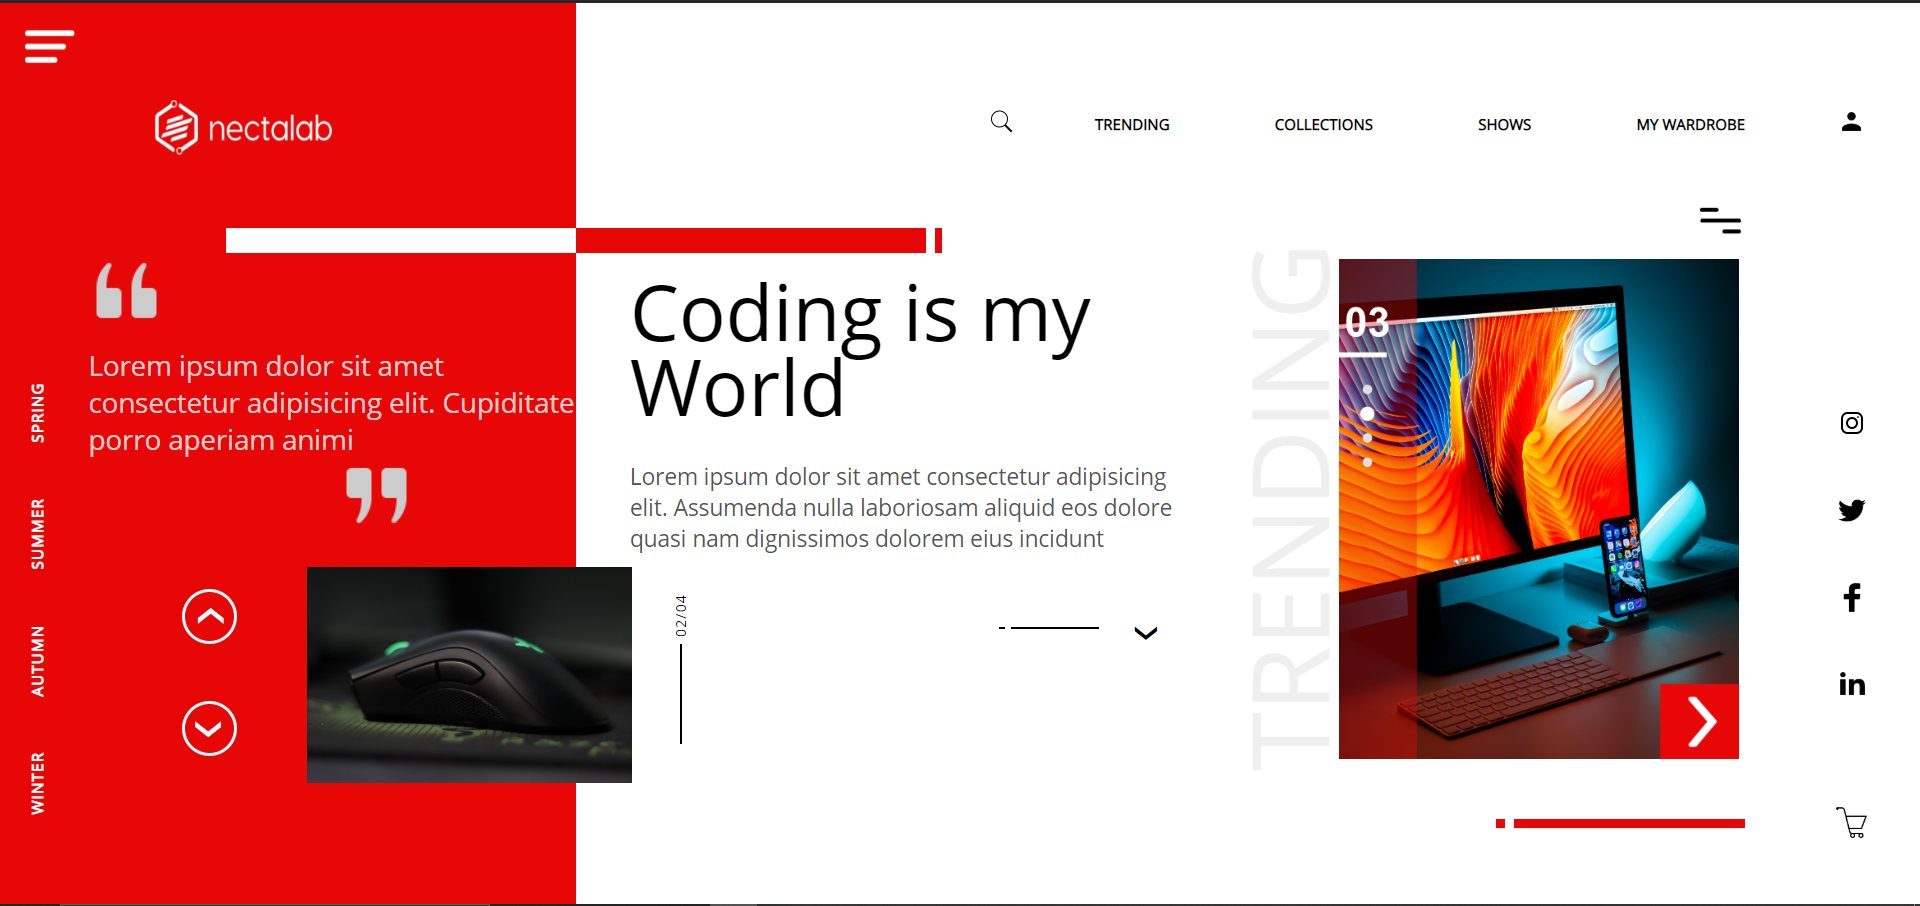 nectalab
TRENDING
COLLECTIONS
SHOWS
MY WARDROBE
“
Lorem ipsum dolor sit amet
consectetur adipisicing elit. Cupiditate
porro aperiam animi
”
SPRING
SUMMER
AUTUMN
WINTER
Coding is my
World
Lorem ipsum dolor sit amet consectetur adipisicing
elit. Assumenda nulla laboriosam aliquid eos dolore
quasi nam dignissimos dolorem eius incidunt
02/04
TRENDING
03